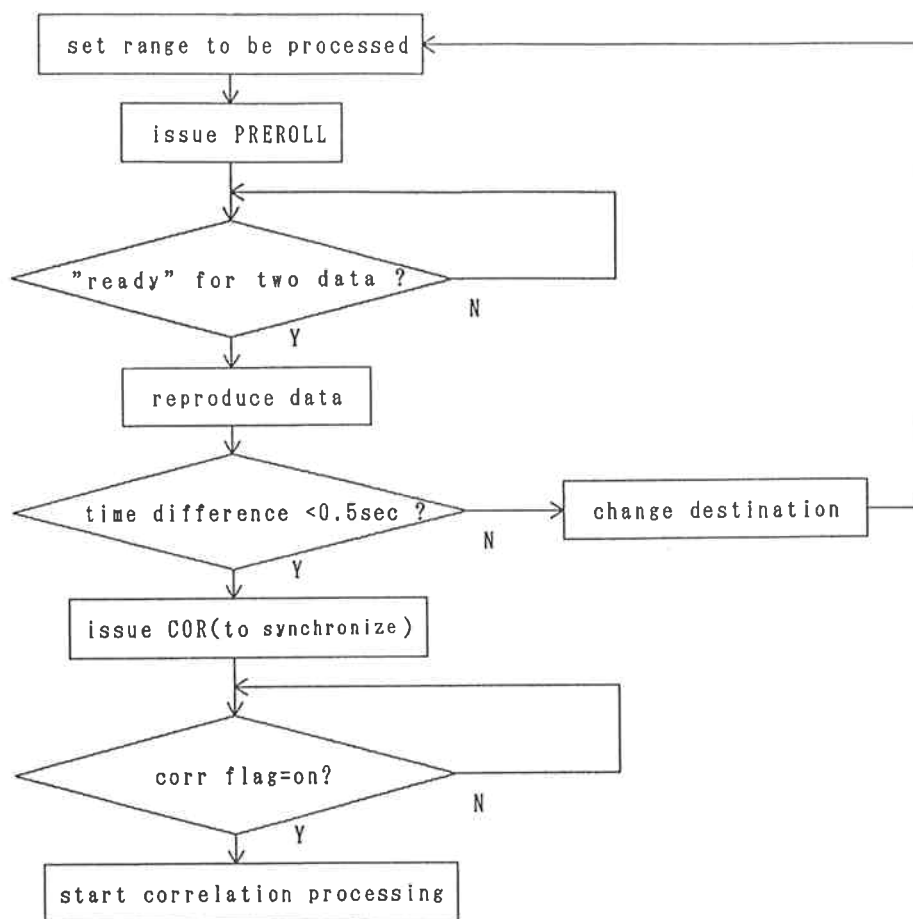 set range to be processed
issue PREROLL
"ready" for two data ?
N
Y
reproduce data
time difference <0.5sec ?
change destination
N
Y
issue COR(to synchronize)
corr flag=on?
N
Y
start correlation processing